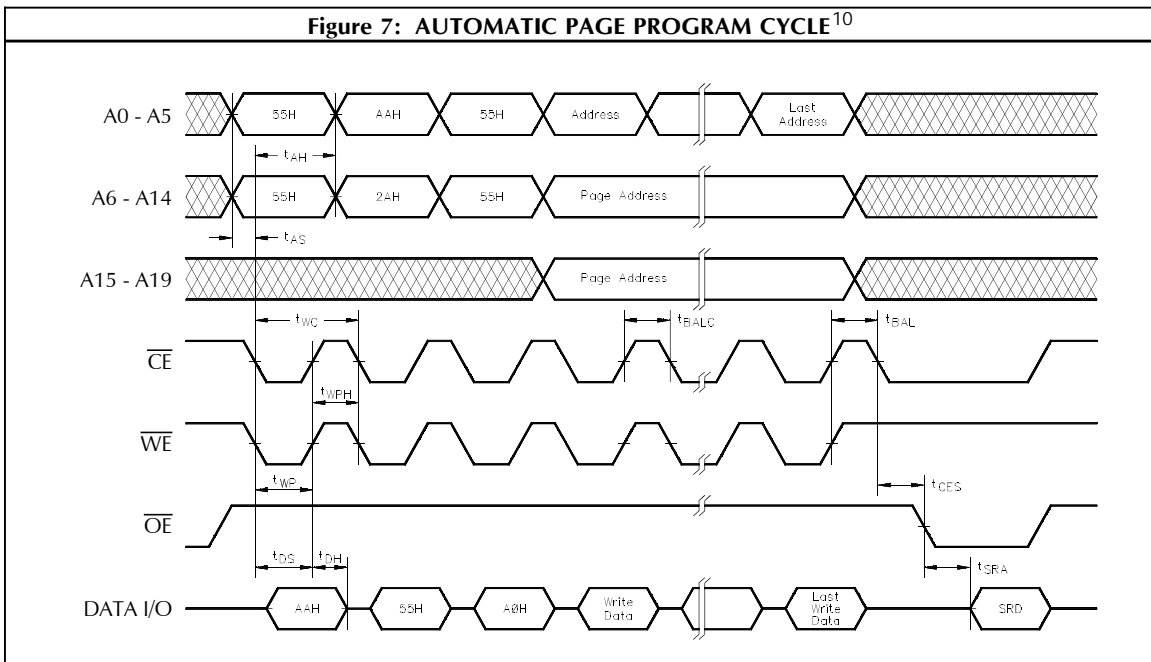 Figure 7: AUTOMATIC PAGE PROGRAM CYCLE10
A0 - A5
55H
AAH
55H
Address
Last
Address
tAH
A6 - A14
55H
2AH
55H
Page Address
tAS
A15 - A19
Page Address
tWC
tBALC
tBAL
CE
tWPH
WE
tWP
tCES
OE
tDS
tDH
tSRA
DATA I/O
AAH
55H
AØH
Write
Data
Last
Write
Data
SRD